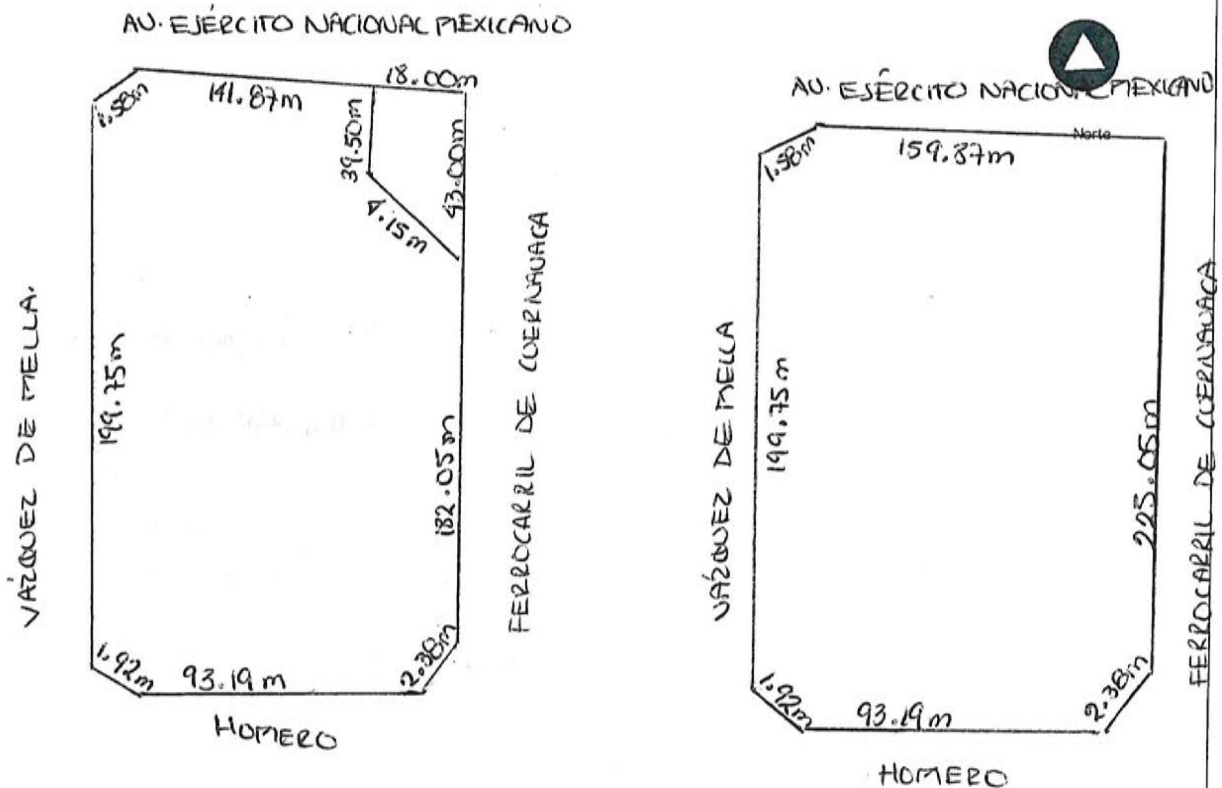 AV. EJÉRCITO NACIONAL MEXICANO
1.58m
141.87m
18.00m
39.50m
43.00m
4.15m
VÁZQUEZ DE MELLA.
199.75m
182.05m
FERROCARRIL DE CUERNAVACA
1.92m
93.19m
2.38m
HOMERO
AV. EJÉRCITO NACIONAL MEXICANO
Norte
1.58m
159.87m
VÁZQUEZ DE MELLA
199.75m
225.05m
FERROCARRIL DE CUERNAVACA
1.92m
93.19m
2.38m
HOMERO